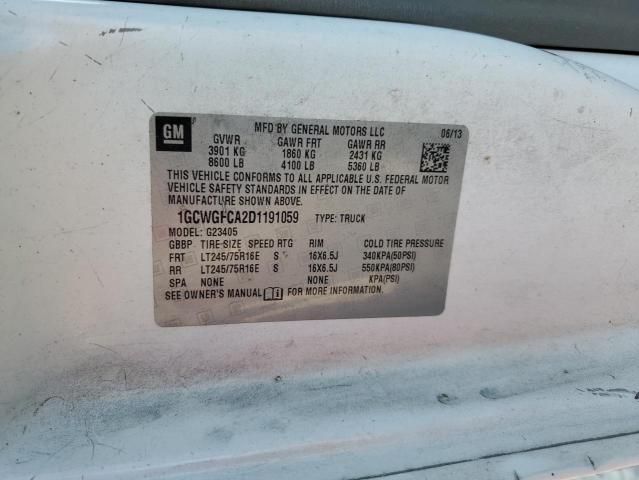 GM
MFD BY GENERAL MOTORS LLC 06/13
GVWR GAWR FRT GAWR RR
3901 KG 1860 KG 2431 KG
8600 LB 4100 LB 5360 LB
THIS VEHICLE CONFORMS TO ALL APPLICABLE U.S. FEDERAL MOTOR
VEHICLE SAFETY STANDARDS IN EFFECT ON THE DATE OF
MANUFACTURE SHOWN ABOVE.
1GCWGFCA2D1191059 TYPE: TRUCK
MODEL: G23405
GBBP TIRE SIZE SPEED RTG RIM COLD TIRE PRESSURE
FRT LT245/75R16E S 16X6.5J 340KPA(50PSI)
RR LT245/75R16E S 16X6.5J 550KPA(80PSI)
SPA NONE NONE KPA(PSI)
SEE OWNER'S MANUAL FOR MORE INFORMATION.